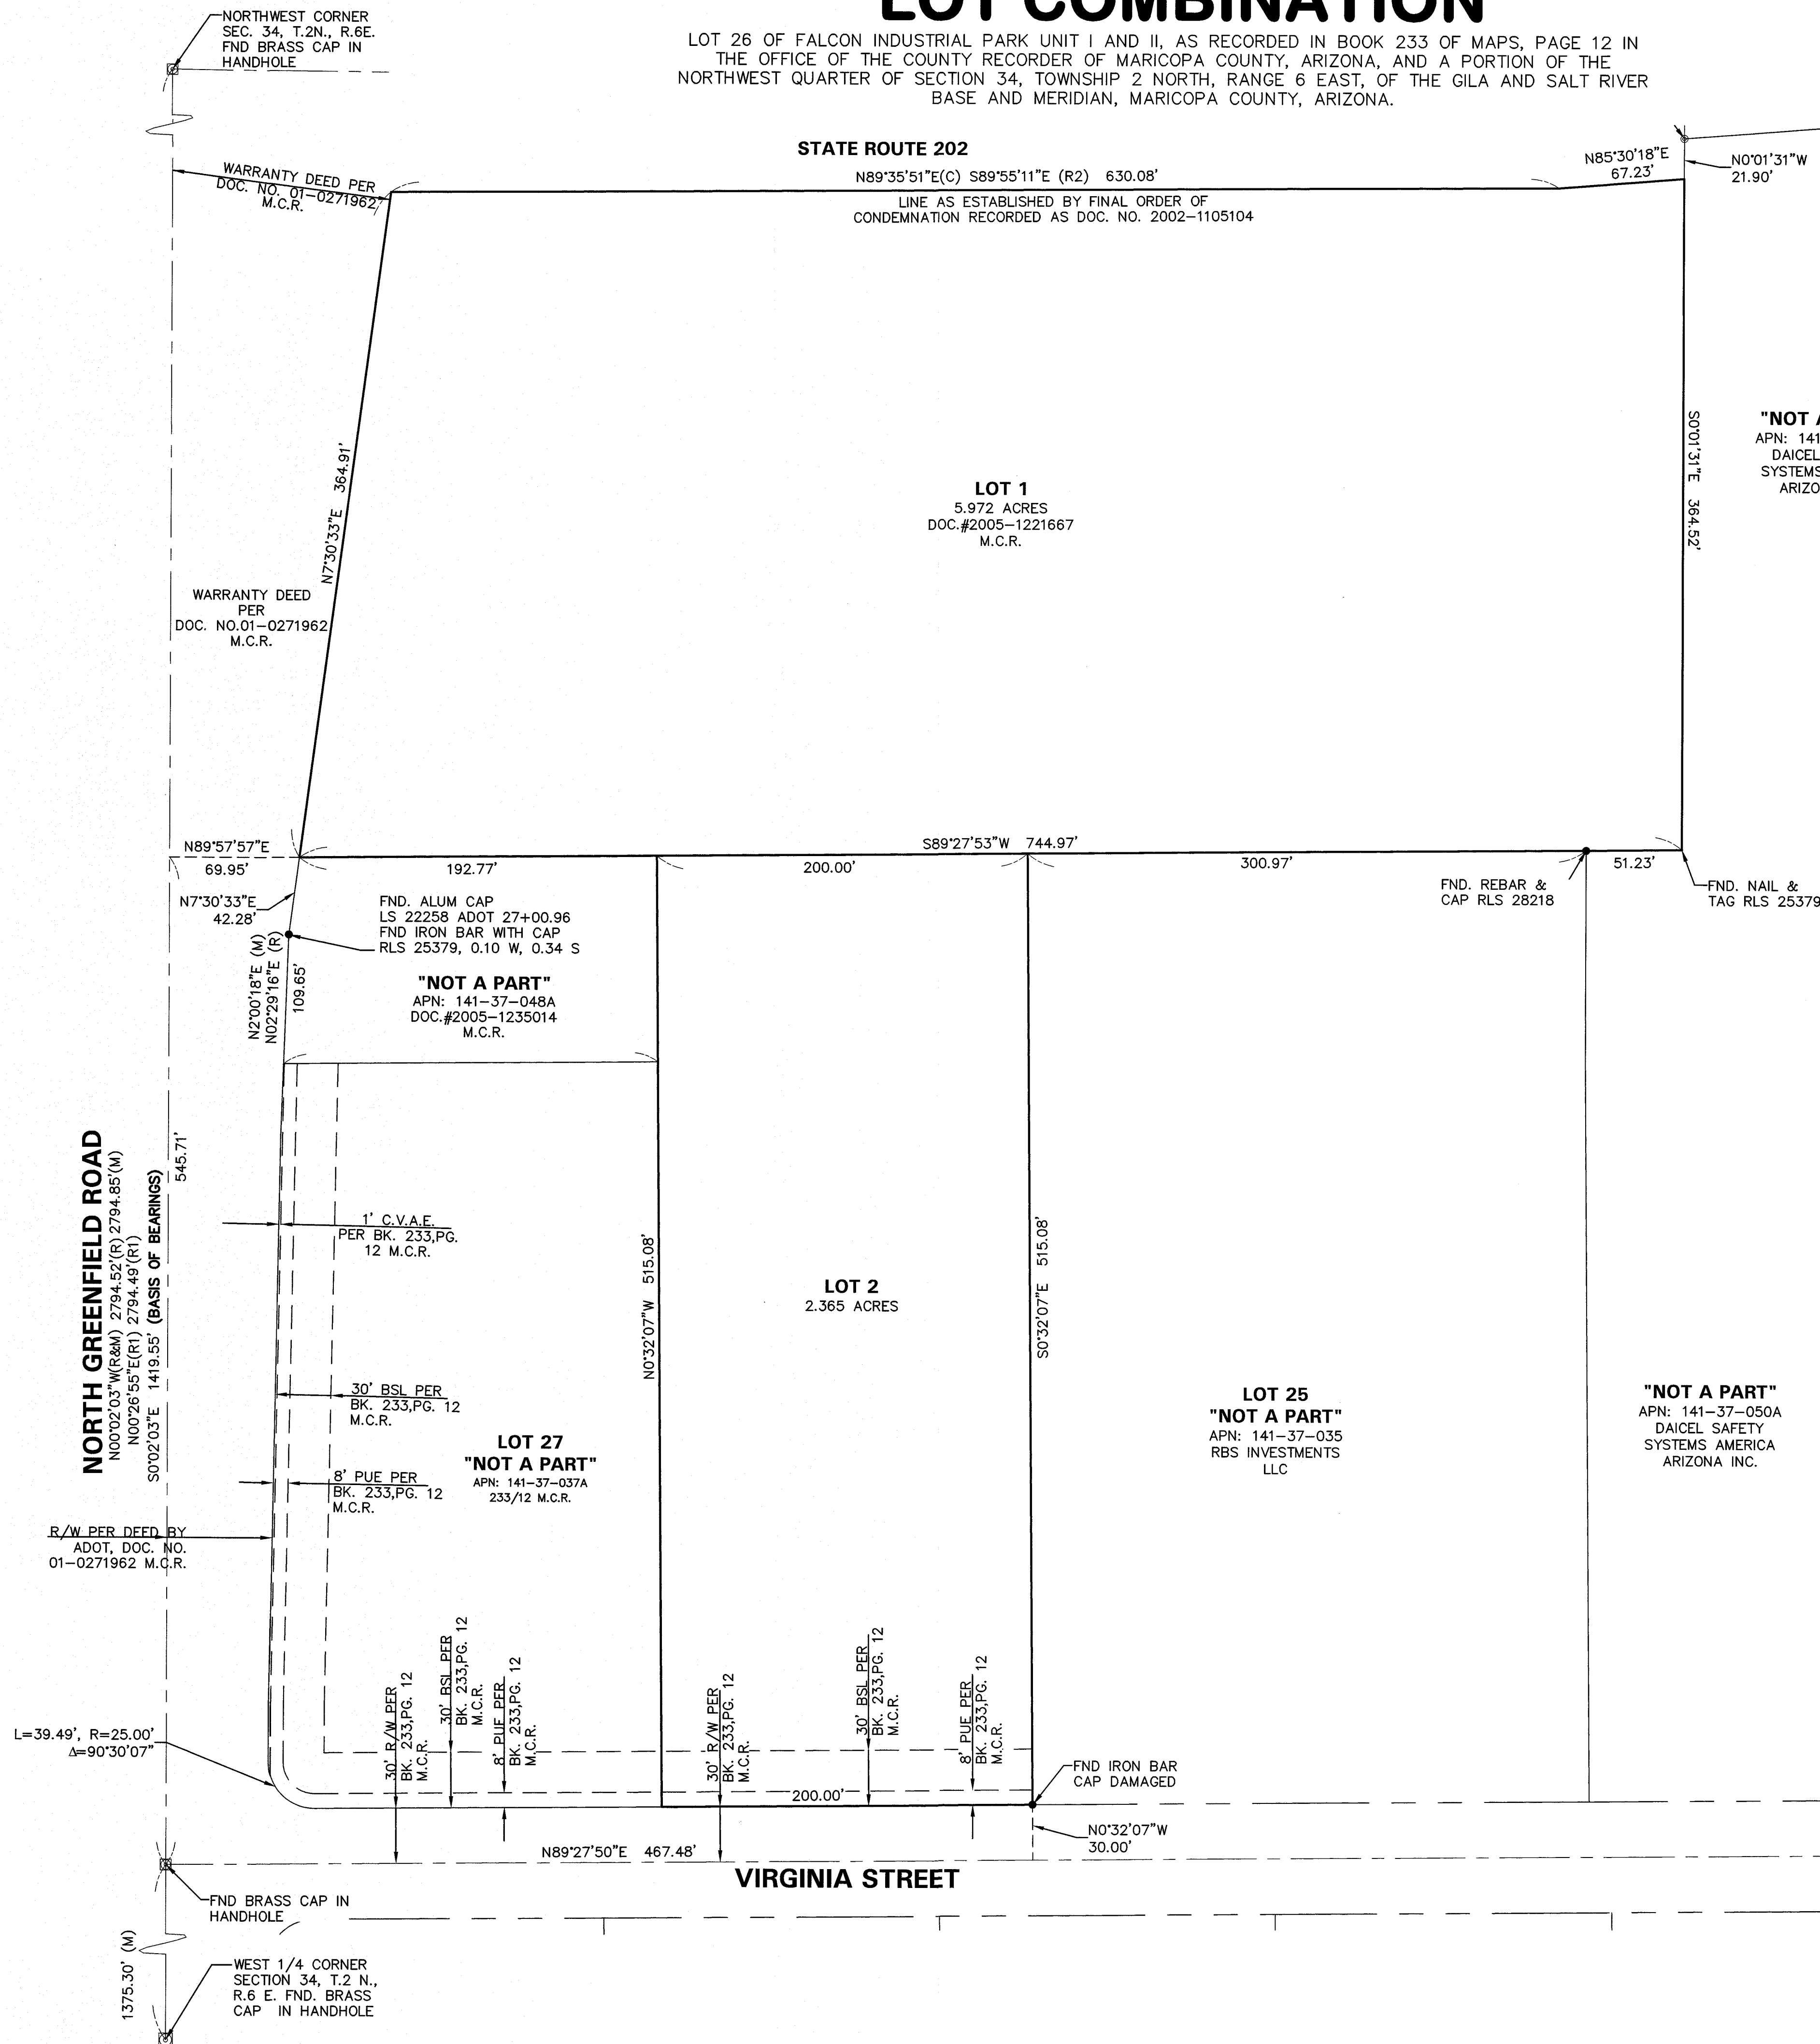 LOT COMBINATION
LOT 26 OF FALCON INDUSTRIAL PARK UNIT I AND II, AS RECORDED IN BOOK 233 OF MAPS, PAGE 12 IN
THE OFFICE OF THE COUNTY RECORDER OF MARICOPA COUNTY, ARIZONA, AND A PORTION OF THE
NORTHWEST QUARTER OF SECTION 34, TOWNSHIP 2 NORTH, RANGE 6 EAST, OF THE GILA AND SALT RIVER
BASE AND MERIDIAN, MARICOPA COUNTY, ARIZONA.
NORTHWEST CORNER
SEC. 34, T.2N., R.6E.
FND BRASS CAP IN
HANDHOLE
STATE ROUTE 202
N89°35'51"E(C) S89°55'11"E (R2) 630.08'
LINE AS ESTABLISHED BY FINAL ORDER OF
CONDEMNATION RECORDED AS DOC. NO. 2002-1105104
N85°30'18"E
67.23'
N0°01'31"W
21.90'
WARRANTY DEED PER
DOC. NO. 01-0271962
M.C.R.
N7°30'33"E 364.91'
WARRANTY DEED
PER
DOC. NO.01-0271962
M.C.R.
LOT 1
5.972 ACRES
DOC.#2005-1221667
M.C.R.
S0°01'31"E 364.52'
"NOT A
APN: 141
DAICEL
SYSTEMS
ARIZO
N89°57'57"E
69.95'
S89°27'53"W 744.97'
192.77'
200.00'
300.97'
51.23'
N7°30'33"E
42.28'
FND. ALUM CAP
LS 22258 ADOT 27+00.96
FND IRON BAR WITH CAP
RLS 25379, 0.10 W, 0.34 S
FND. REBAR &
CAP RLS 28218
FND. NAIL &
TAG RLS 25379
N2°00'18"E (M)
N02°29'16"E (R)
109.65'
"NOT A PART"
APN: 141-37-048A
DOC.#2005-1235014
M.C.R.
NORTH GREENFIELD ROAD
N00°02'03"W(R&M) 2794.52'(R) 2794.85'(M)
N00°26'55"E(R1) 2794.49'(R1)
S0°02'03"E 1419.55' (BASIS OF BEARINGS)
545.71'
1' C.V.A.E.
PER BK. 233,PG.
12 M.C.R.
30' BSL PER
BK. 233,PG. 12
M.C.R.
8' PUE PER
BK. 233,PG. 12
M.C.R.
LOT 27
"NOT A PART"
APN: 141-37-037A
233/12 M.C.R.
N0°32'07"W 515.08'
LOT 2
2.365 ACRES
S0°32'07"E 515.08'
LOT 25
"NOT A PART"
APN: 141-37-035
RBS INVESTMENTS
LLC
"NOT A PART"
APN: 141-37-050A
DAICEL SAFETY
SYSTEMS AMERICA
ARIZONA INC.
R/W PER DEED BY
ADOT, DOC. NO.
01-0271962 M.C.R.
L=39.49', R=25.00'
Δ=90°30'07"
30' R/W PER
BK. 233,PG. 12
M.C.R.
30' BSL PER
BK. 233,PG. 12
M.C.R.
8' PUE PER
BK. 233,PG. 12
M.C.R.
30' R/W PER
BK. 233,PG. 12
M.C.R.
30' BSL PER
BK. 233,PG. 12
M.C.R.
8' PUE PER
BK. 233,PG. 12
M.C.R.
200.00'
FND IRON BAR
CAP DAMAGED
N0°32'07"W
30.00'
N89°27'50"E 467.48'
VIRGINIA STREET
FND BRASS CAP IN
HANDHOLE
1375.30' (M)
WEST 1/4 CORNER
SECTION 34, T.2 N.,
R.6 E. FND. BRASS
CAP IN HANDHOLE